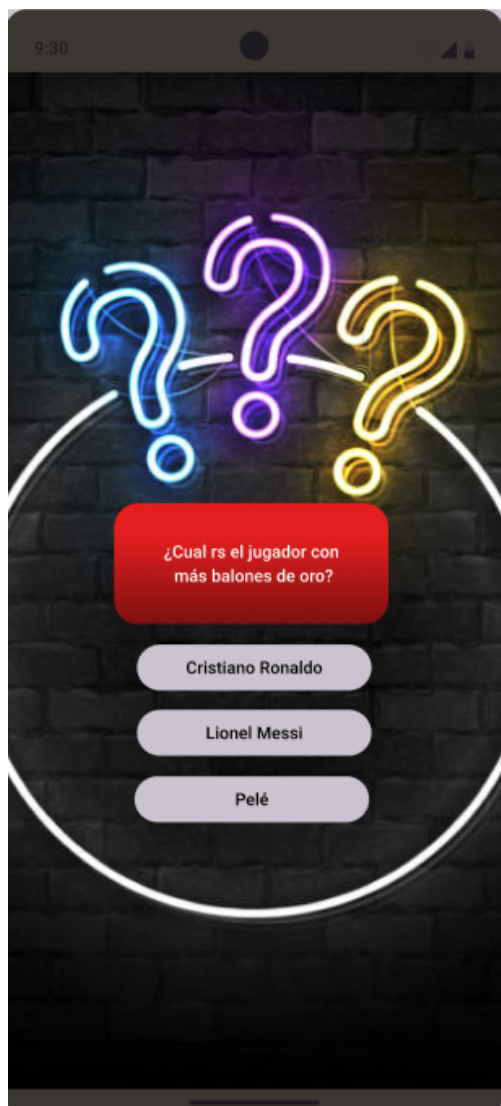 9:30
¿Cual rs el jugador con
más balones de oro?
Cristiano Ronaldo
Lionel Messi
Pelé